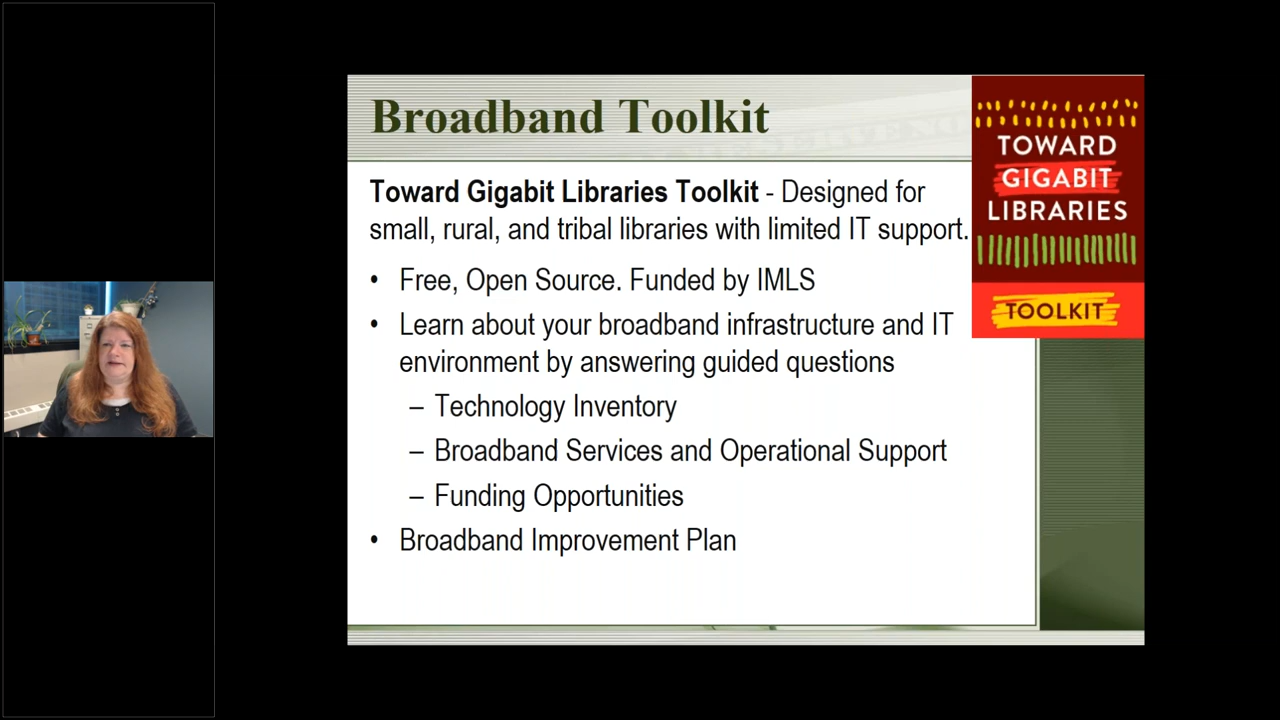 Broadband Toolkit
Toward Gigabit Libraries Toolkit - Designed for
small, rural, and tribal libraries with limited IT support.
• Free, Open Source. Funded by IMLS
• Learn about your broadband infrastructure and IT
environment by answering guided questions
– Technology Inventory
– Broadband Services and Operational Support
– Funding Opportunities
• Broadband Improvement Plan
TOWARD
GIGABIT
LIBRARIES
TOOLKIT